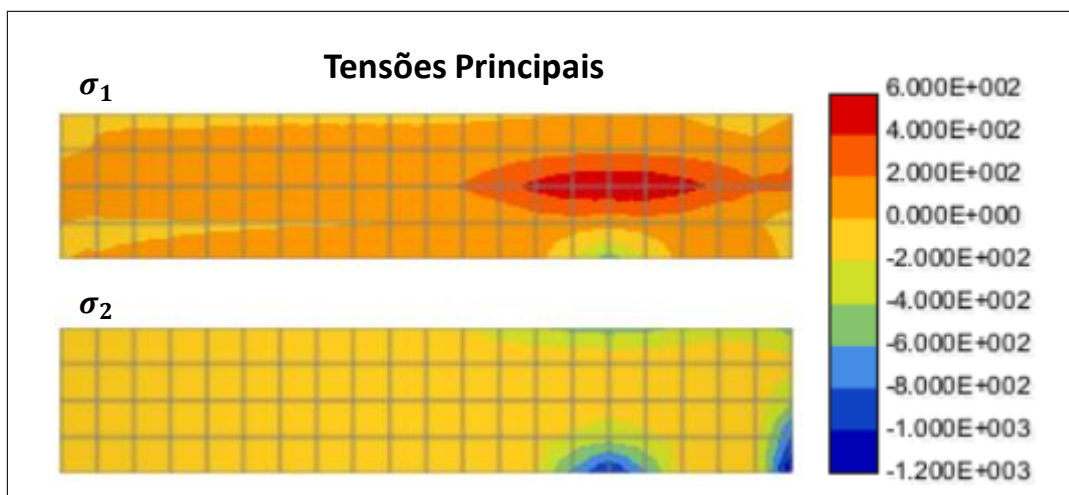 Tensões Principais
σ₁
σ₂
6.000E+002
4.000E+002
2.000E+002
0.000E+000
-2.000E+002
-4.000E+002
-6.000E+002
-8.000E+002
-1.000E+003
-1.200E+003